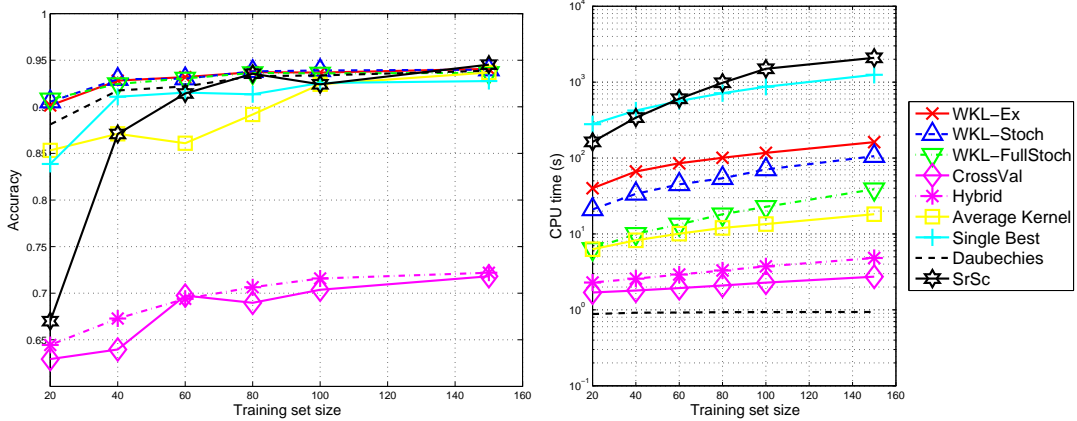 1
0.95
0.9
0.85
0.8
0.75
0.7
0.65
Accuracy
20 40 60 80 100 120 140 160
Training set size
10^4
10^3
10^2
10^1
10^0
10^-1
CPU time (s)
20 40 60 80 100 120 140 160
Training set size
WKL-Ex
WKL-Stoch
WKL-FullStoch
CrossVal
Hybrid
Average Kernel
Single Best
Daubechies
SrSc